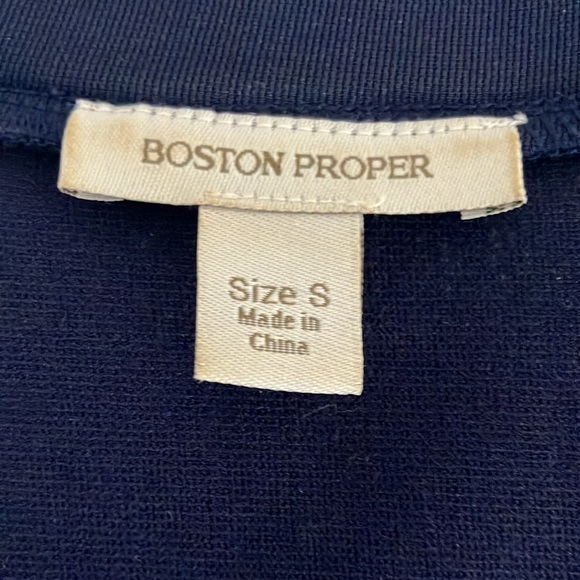 BOSTON PROPER
Size S
Made in
China